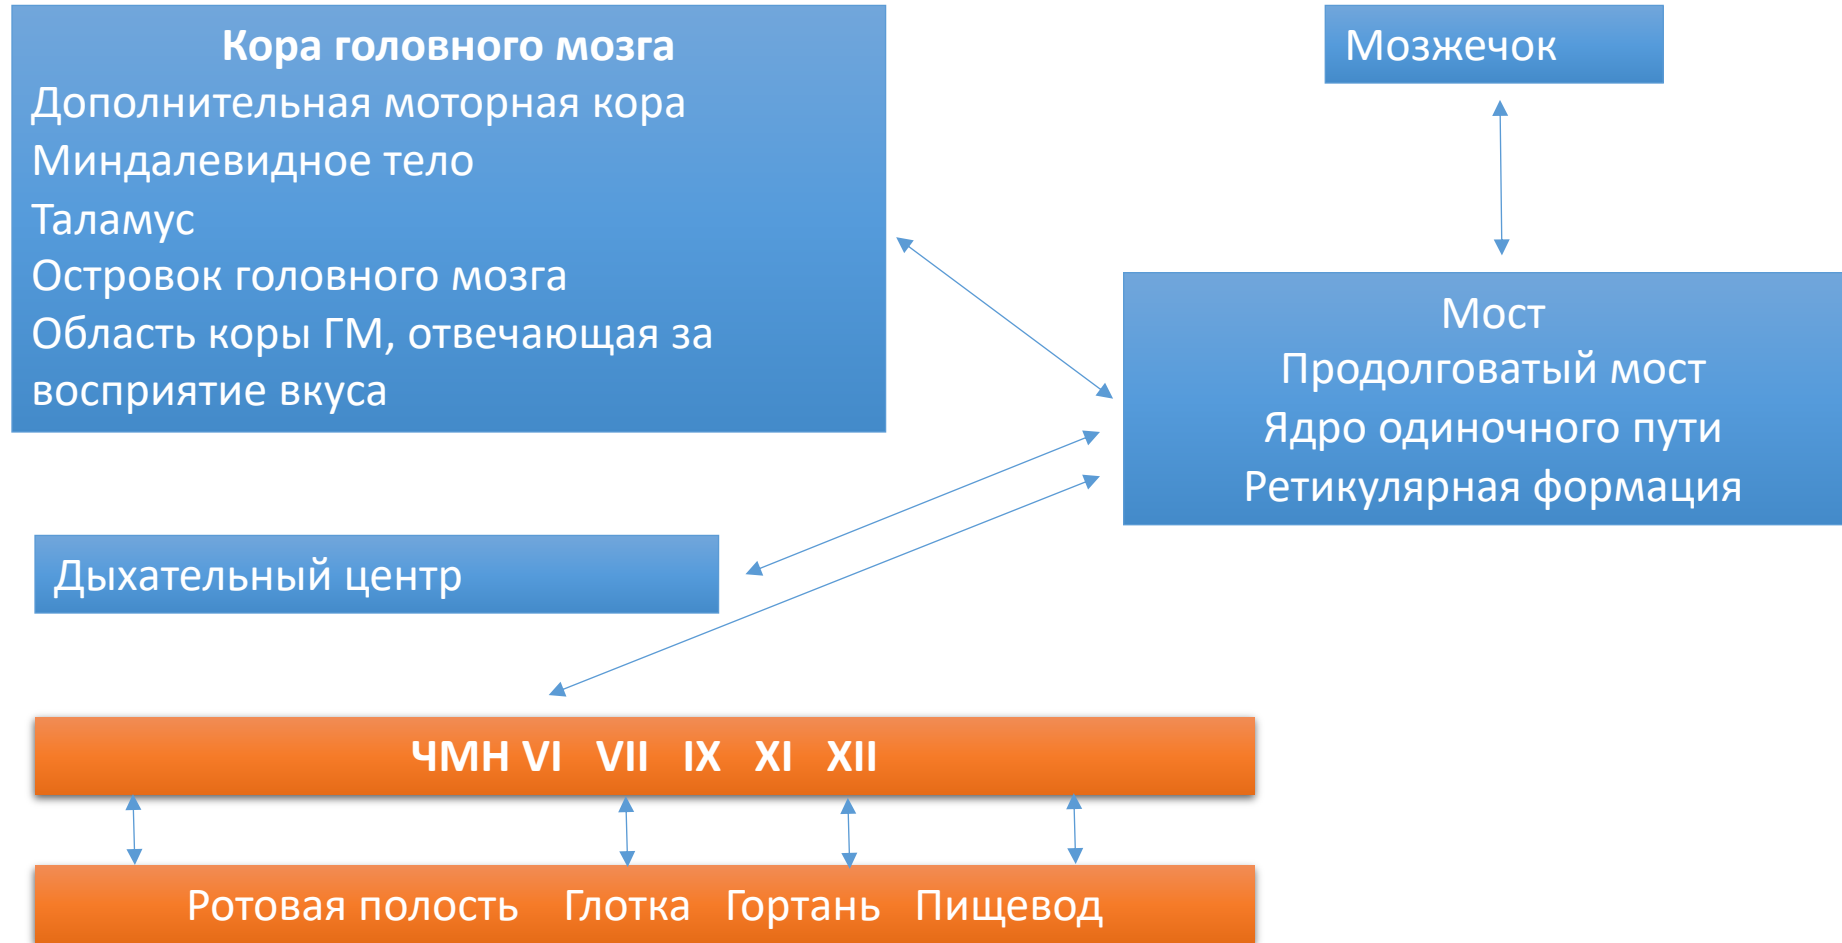 Кора головного мозга
Дополнительная моторная кора
Миндалевидное тело
Таламус
Островок головного мозга
Область коры ГМ, отвечающая за
восприятие вкуса
Мозжечок
Мост
Продолговатый мост
Ядро одиночного пути
Ретикулярная формация
Дыхательный центр
ЧМН VI VII IX XI XII
Ротовая полость Глотка Гортань Пищевод